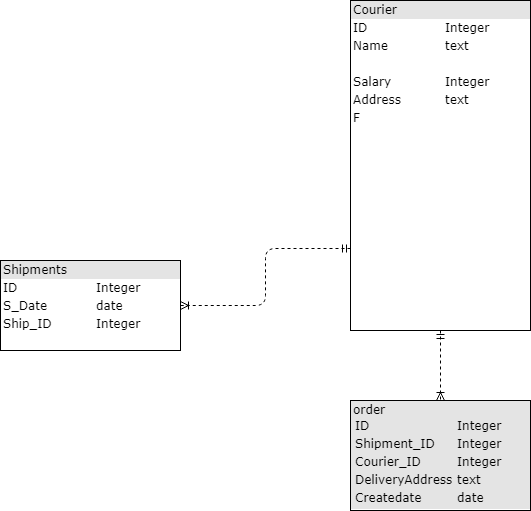 Courier
ID Integer
Name text
Salary Integer
Address text
F
Shipments
ID Integer
S_Date date
Ship_ID Integer
order
ID Integer
Shipment_ID Integer
Courier_ID Integer
DeliveryAddress text
Createdate date